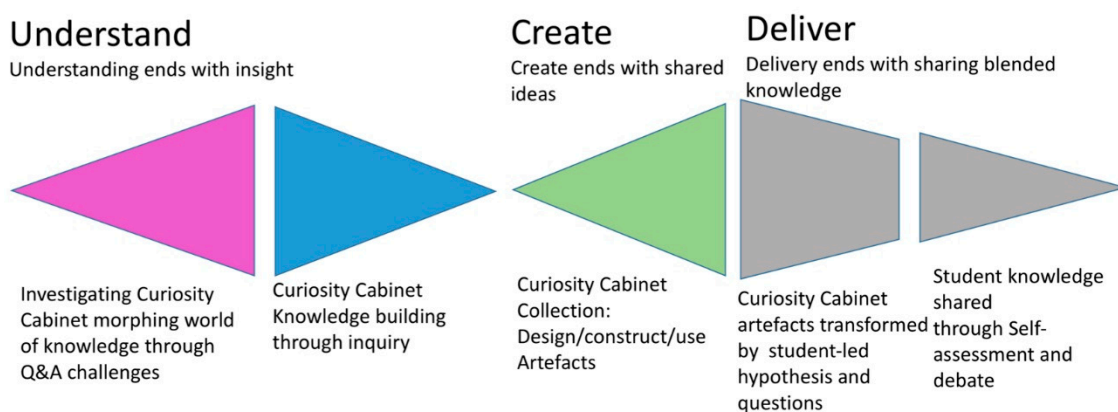 Understand
Understanding ends with insight
Create
Create ends with shared
ideas
Deliver
Delivery ends with sharing blended
knowledge
Investigating Curiosity
Cabinet morphing world
of knowledge through
Q&A challenges
Curiosity Cabinet
Knowledge building
through inquiry
Curiosity Cabinet
Collection:
Design/construct/use
Artefacts
Curiosity Cabinet
artefacts transformed
by student-led
hypothesis and
questions
Student knowledge
shared
through Self-
assessment and
debate